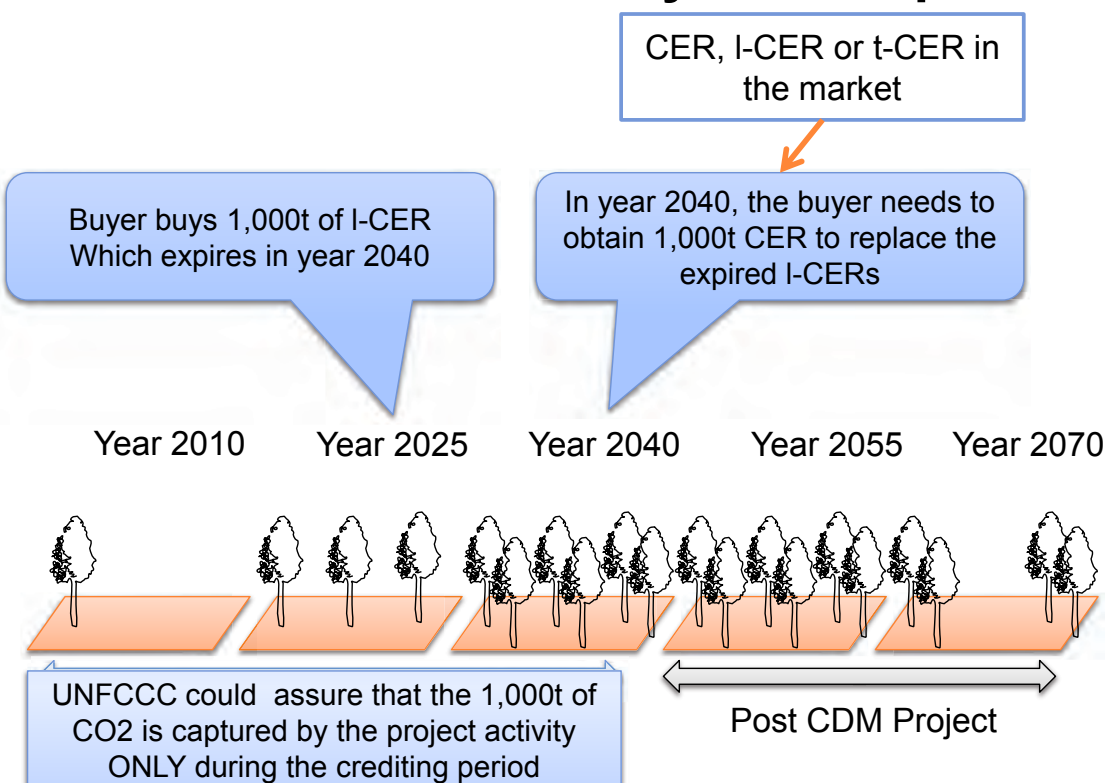 CER, l-CER or t-CER in
the market
Buyer buys 1,000t of l-CER
Which expires in year 2040
In year 2040, the buyer needs to
obtain 1,000t CER to replace the
expired l-CERs
Year 2010
Year 2025
Year 2040
Year 2055
Year 2070
UNFCCC could  assure that the 1,000t of
CO2 is captured by the project activity
ONLY during the crediting period
Post CDM Project